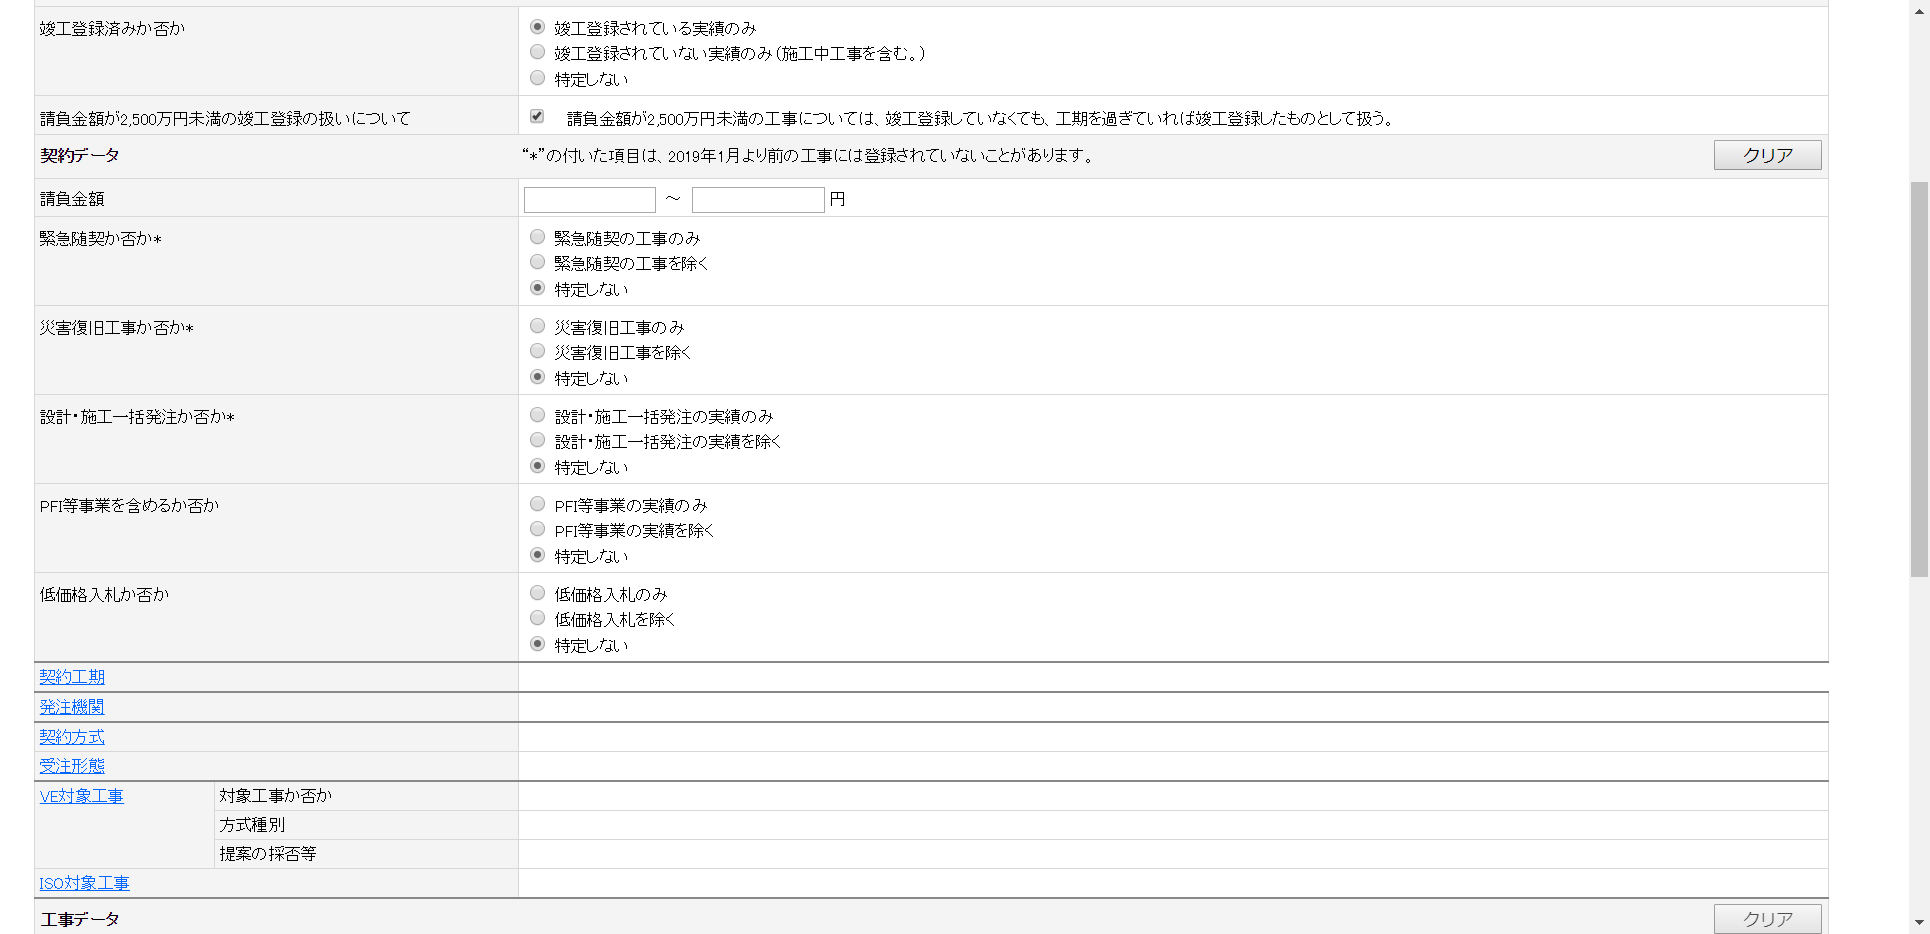 竣工登録済みか否か
竣工登録されている実績のみ
竣工登録されていない実績のみ（施工中工事を含む。）
特定しない
請負金額が2,500万円未満の竣工登録の扱いについて
請負金額が2,500万円未満の工事については、竣工登録していなくても、工期を過ぎていれば竣工登録したものとして扱う。
契約データ
“*”の付いた項目は、2019年1月より前の工事には登録されていないことがあります。
クリア
請負金額
～ 円
緊急随契か否か*
緊急随契の工事のみ
緊急随契の工事を除く
特定しない
災害復旧工事か否か*
災害復旧工事のみ
災害復旧工事を除く
特定しない
設計・施工一括発注か否か*
設計・施工一括発注の実績のみ
設計・施工一括発注の実績を除く
特定しない
PFI等事業を含めるか否か
PFI等事業の実績のみ
PFI等事業の実績を除く
特定しない
低価格入札か否か
低価格入札のみ
低価格入札を除く
特定しない
契約工期
発注機関
契約方式
受注形態
VE対象工事
対象工事か否か
方式種別
提案の採否等
ISO対象工事
工事データ
クリア